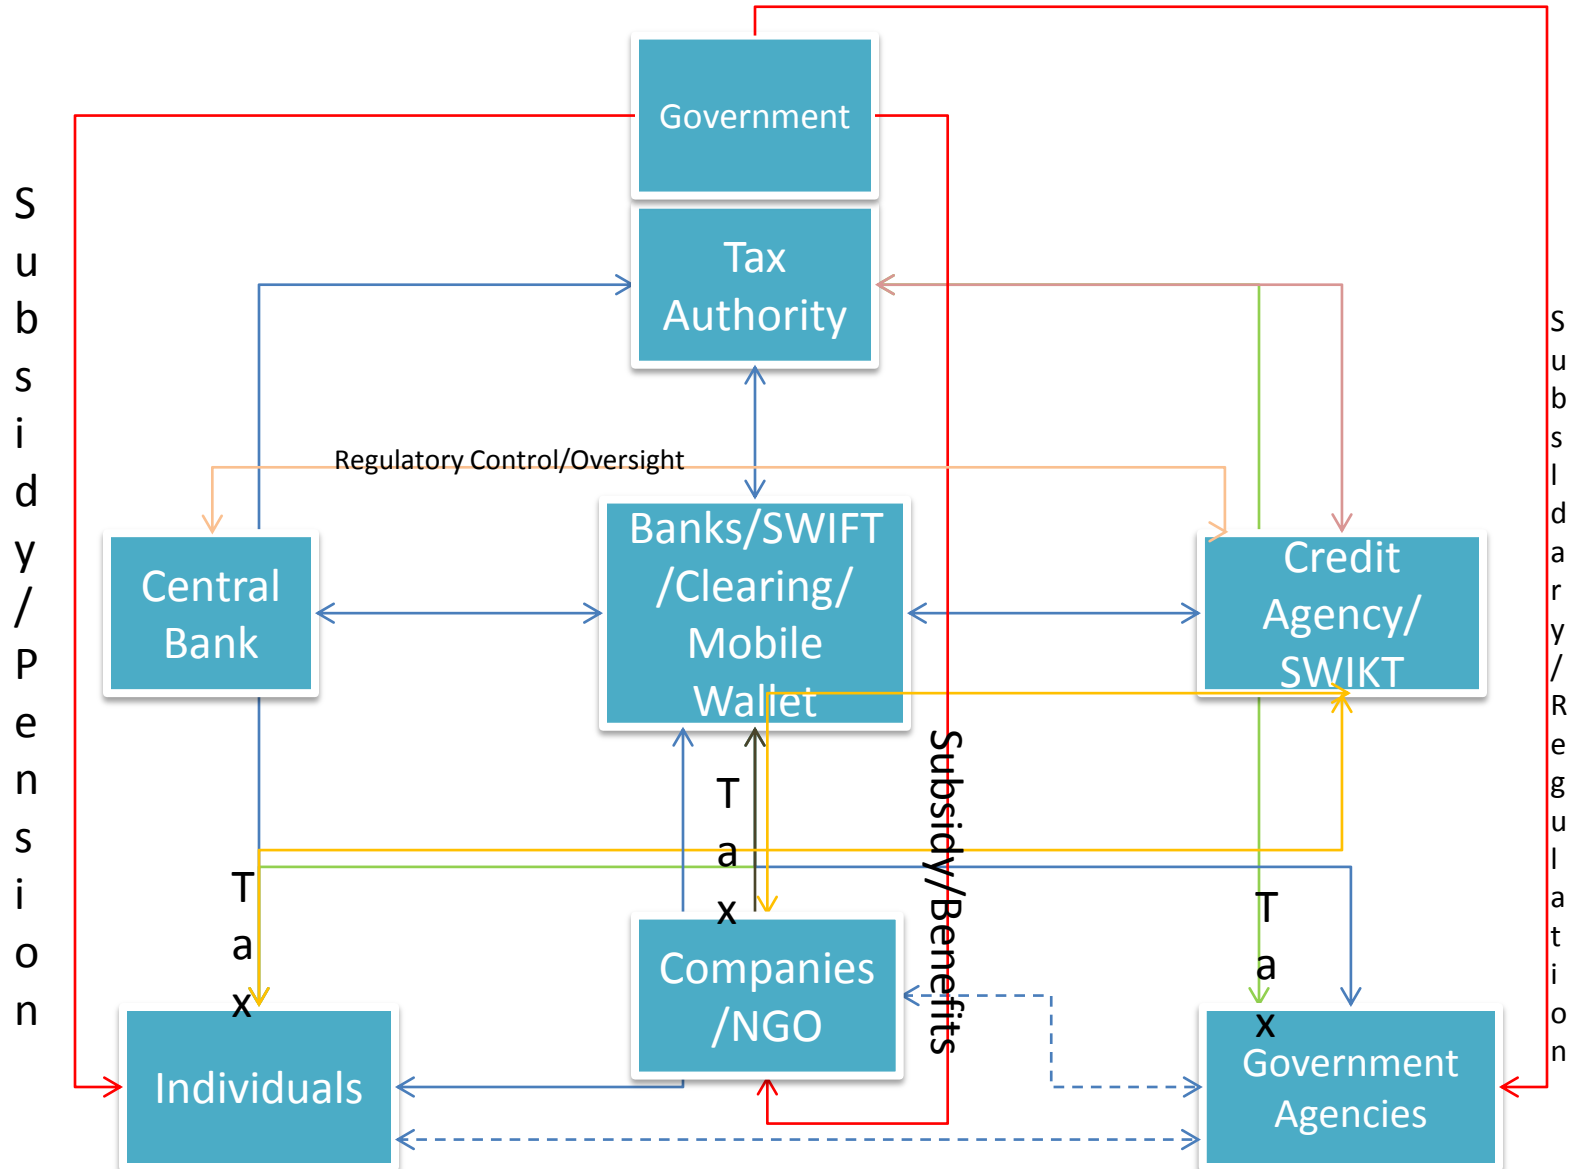 Government
Tax
Authority
Regulatory Control/Oversight
Central
Bank
Banks/SWIFT
/Clearing/
Mobile
Wallet
Credit
Agency/
SWIKT
Subsidy/Pension
Subsldary/Regulation
Subsidy/Benefits
Tax
Tax
Tax
Individuals
Companies
/NGO
Government
Agencies